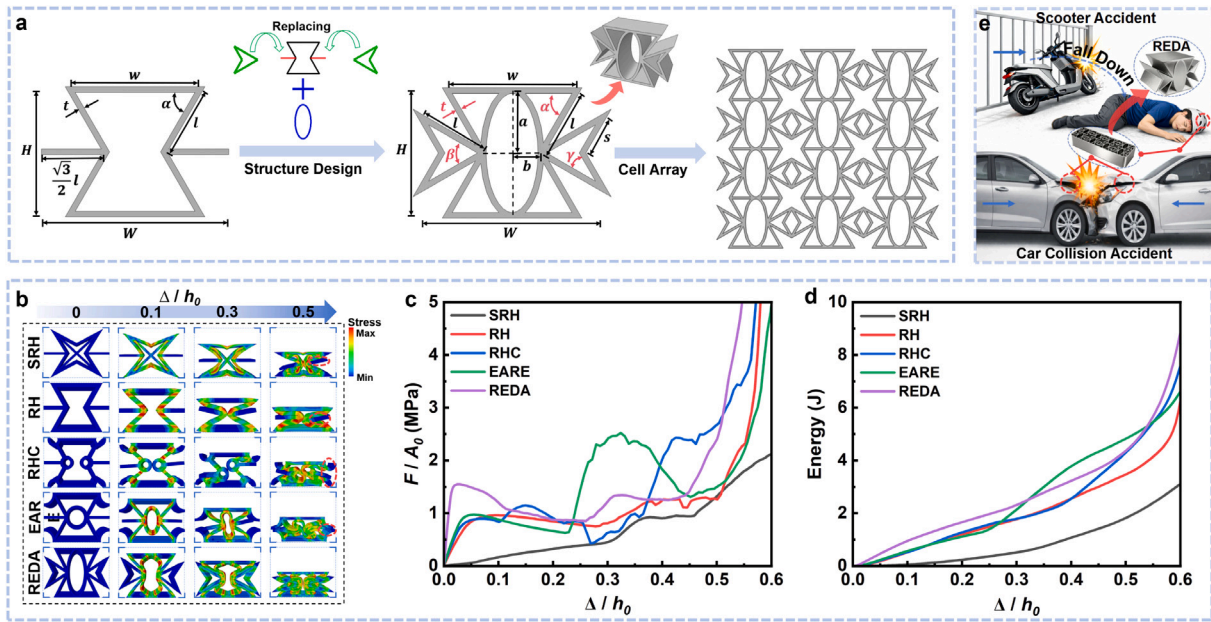 a
Replacing
w
t
α
l
H
√3/2 l
W
Structure Design
w
t
α
l
a
l
s
H
β
b
γ
W
Cell Array
e
Scooter Accident
REDA
Fall Down
Car Collision Accident
b
Δ / h₀
0 0.1 0.3 0.5
Stress
Max
Min
SRH
RH
RHC
EAR
E
REDA
c
5
4
3
2
1
0
F / A₀ (MPa)
SRH
RH
RHC
EARE
REDA
0.0 0.1 0.2 0.3 0.4 0.5 0.6
Δ / h₀
d
10
8
6
4
2
0
Energy (J)
SRH
RH
RHC
EARE
REDA
0.0 0.1 0.2 0.3 0.4 0.5 0.6
Δ / h₀